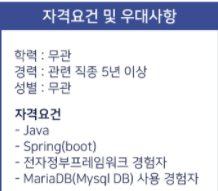 자격요건 및 우대사항
학력 : 무관
경력 : 관련 직종 5년 이상
성별 : 무관
자격요건
- Java
- Spring(boot)
- 전자정부프레임워크 경험자
- MariaDB(Mysql DB) 사용 경험자